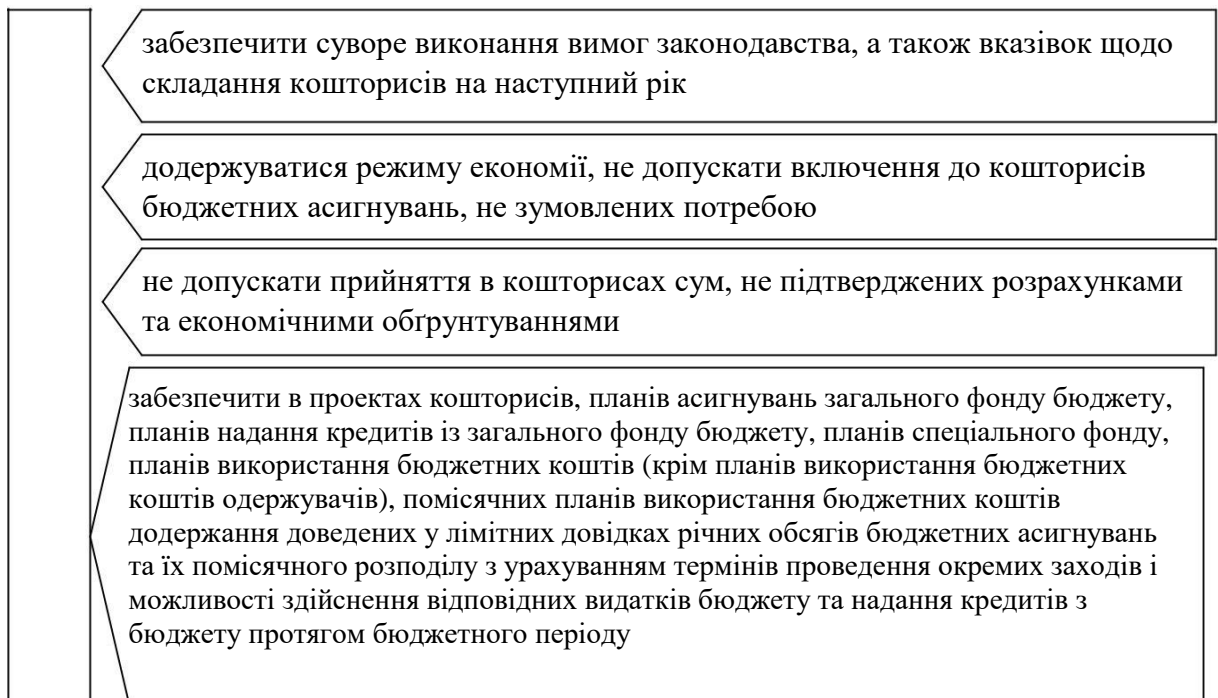 забезпечити суворе виконання вимог законодавства, а також вказівок щодо
складання кошторисів на наступний рік
додержуватися режиму економії, не допускати включення до кошторисів
бюджетних асигнувань, не зумовлених потребою
не допускати прийняття в кошторисах сум, не підтверджених розрахунками
та економічними обґрунтуваннями
забезпечити в проектах кошторисів, планів асигнувань загального фонду бюджету,
планів надання кредитів із загального фонду бюджету, планів спеціального фонду,
планів використання бюджетних коштів (крім планів використання бюджетних
коштів одержувачів), помісячних планів використання бюджетних коштів
додержання доведених у лімітних довідках річних обсягів бюджетних асигнувань
та їх помісячного розподілу з урахуванням термінів проведення окремих заходів і
можливості здійснення відповідних видатків бюджету та надання кредитів з
бюджету протягом бюджетного періоду